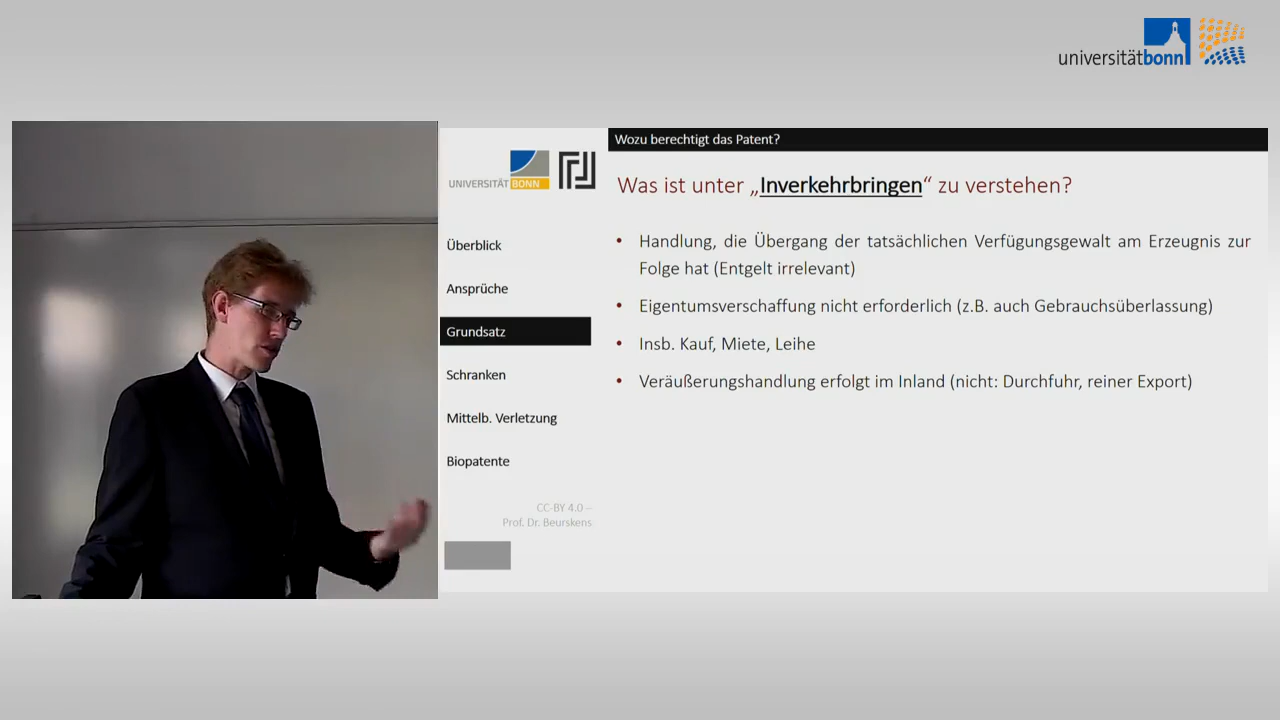 universitätbonn
Wozu berechtigt das Patent?
UNIVERSITÄT BONN
Was ist unter „Inverkehrbringen“ zu verstehen?
Überblick
Ansprüche
Grundsatz
Schranken
Mittelb. Verletzung
Biopatente
CC-BY 4.0 –
Prof. Dr. Beurskens
• Handlung, die Übergang der tatsächlichen Verfügungsgewalt am Erzeugnis zur
Folge hat (Entgelt irrelevant)
• Eigentumsverschaffung nicht erforderlich (z.B. auch Gebrauchsüberlassung)
• Insb. Kauf, Miete, Leihe
• Veräußerungshandlung erfolgt im Inland (nicht: Durchfuhr, reiner Export)